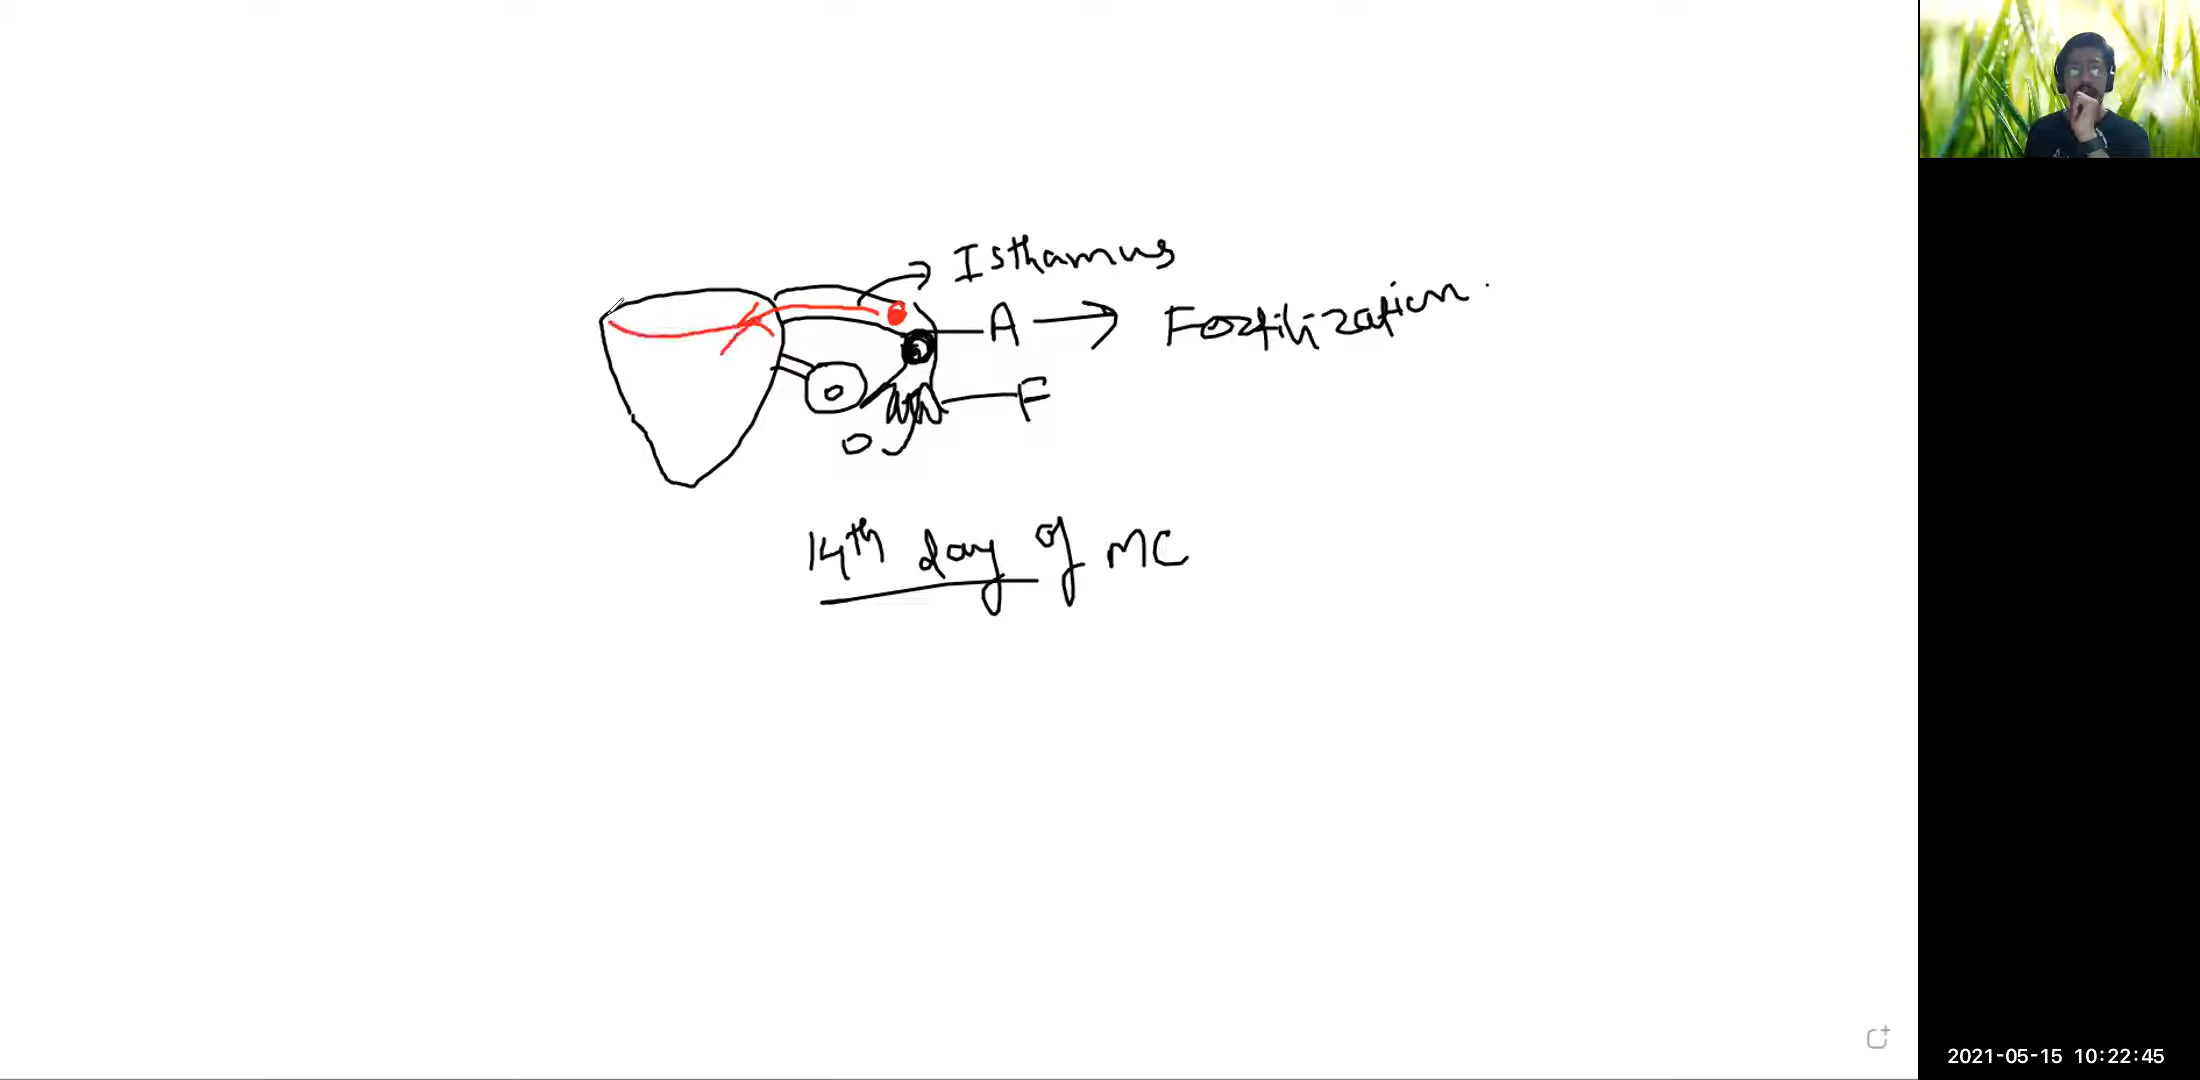 Isthamus
A → Fertilization.
F
O
14th day of MC
2021-05-15 10:22:45